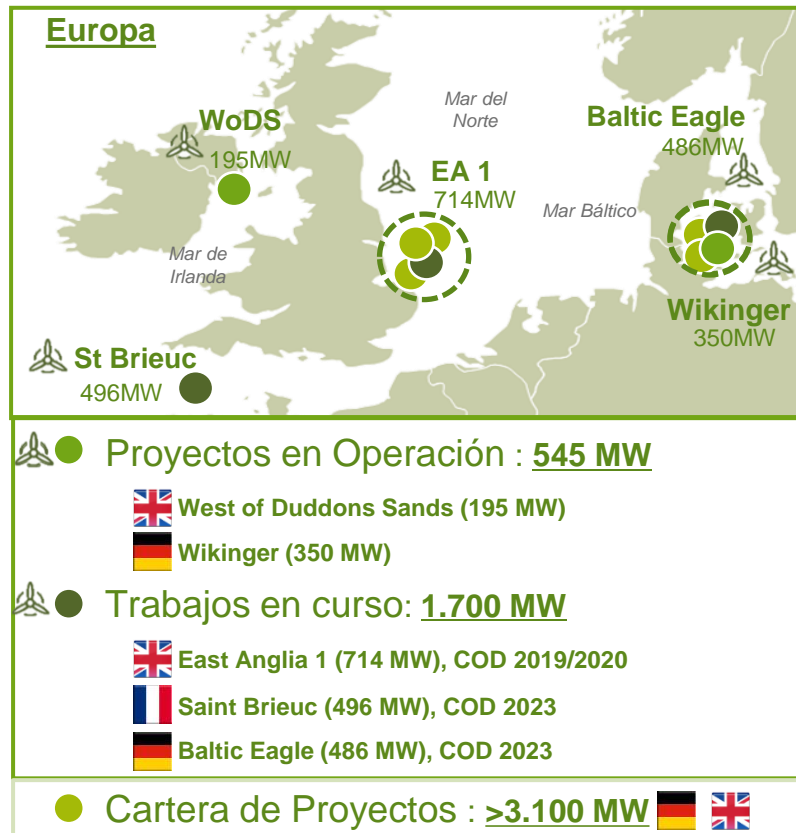 Europa
WoDS
195MW
Mar del
Norte
Baltic Eagle
486MW
EA 1
714MW
Mar Báltico
Mar de
Irlanda
Wikinger
350MW
St Brieuc
496MW
Proyectos en Operación : 545 MW
West of Duddons Sands (195 MW)
Wikinger (350 MW)
Trabajos en curso: 1.700 MW
East Anglia 1 (714 MW), COD 2019/2020
Saint Brieuc (496 MW), COD 2023
Baltic Eagle (486 MW), COD 2023
Cartera de Proyectos : >3.100 MW